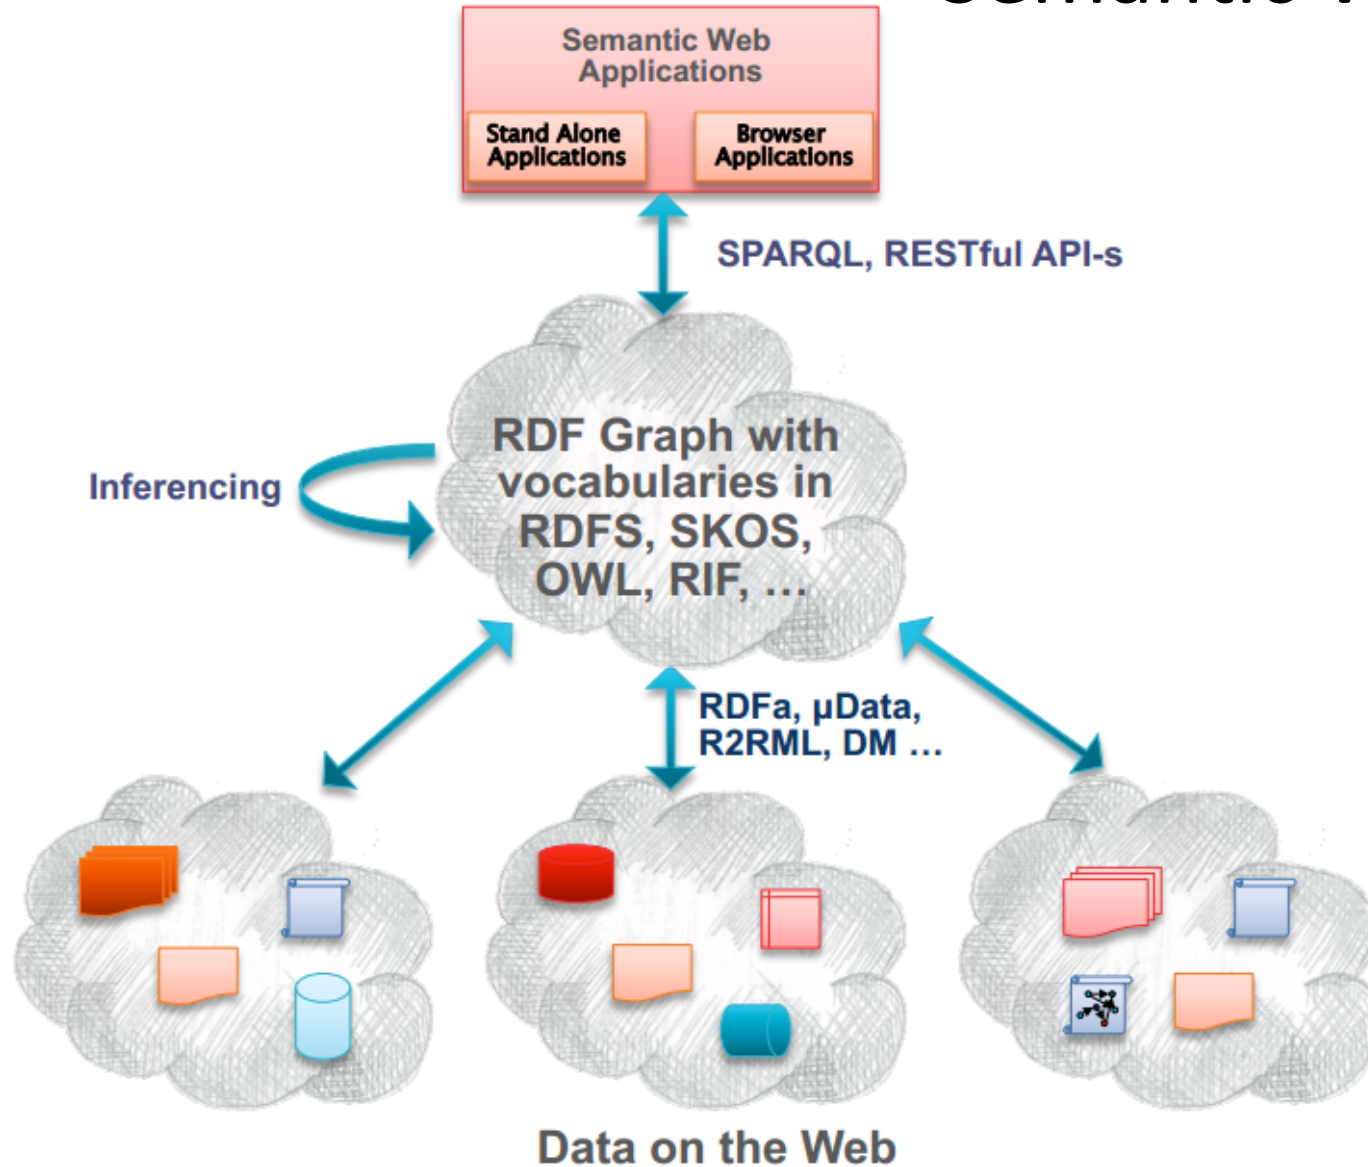 Semantic Web
Applications
Stand Alone
Applications
Browser
Applications
SPARQL, RESTful API-s
RDF Graph with
vocabularies in
RDFS, SKOS,
OWL, RIF, …
Inferencing
RDFa, µData,
R2RML, DM …
Data on the Web